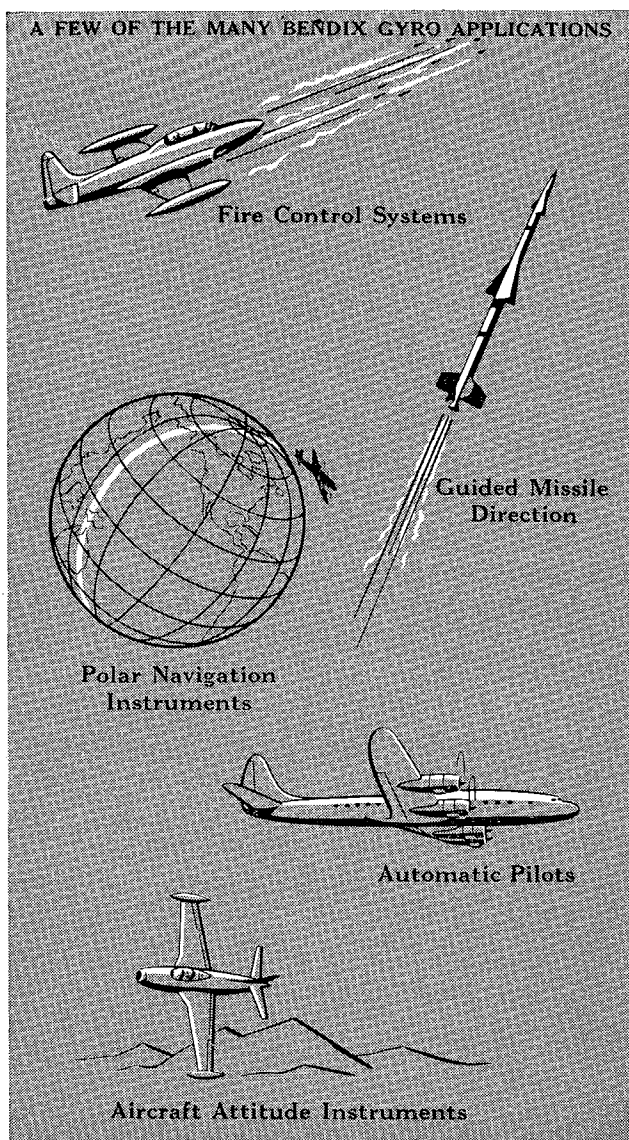 A FEW OF THE MANY BENDIX GYRO APPLICATIONS
Fire Control Systems
Guided Missile
Direction
Polar Navigation
Instruments
Automatic Pilots
Aircraft Attitude Instruments